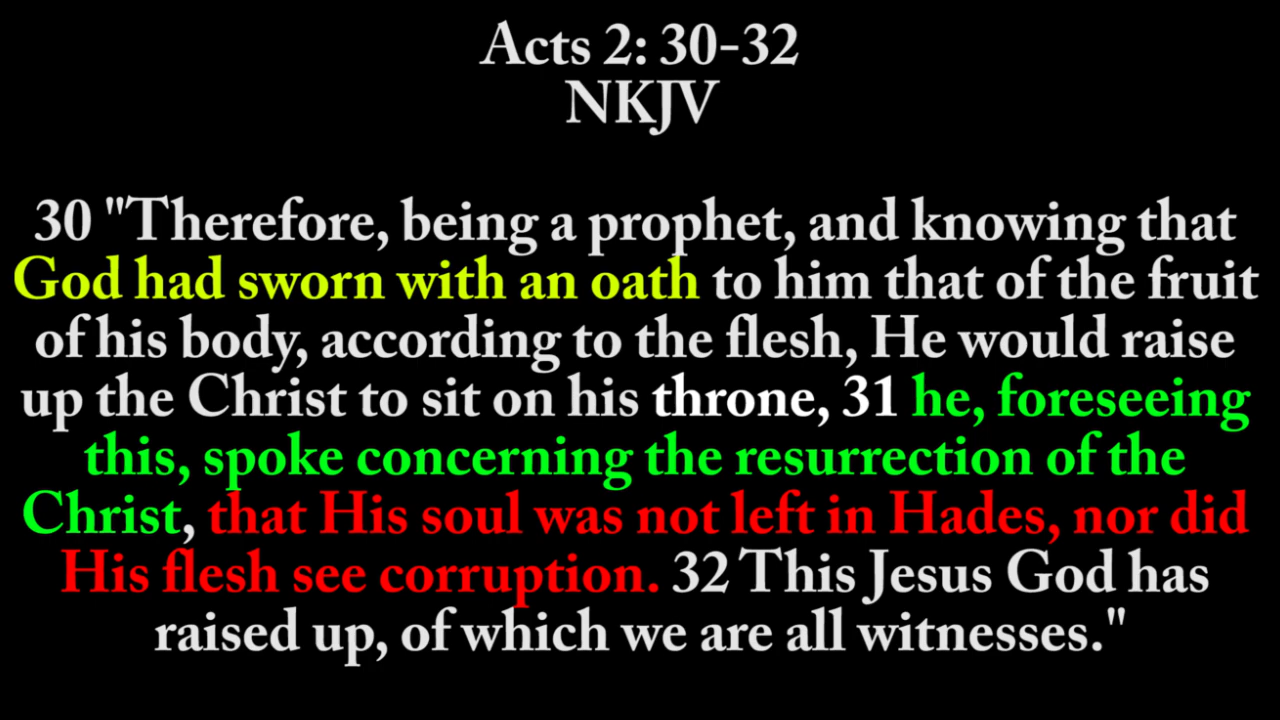 Acts 2: 30-32
NKJV
30 "Therefore, being a prophet, and knowing that
God had sworn with an oath to him that of the fruit
of his body, according to the flesh, He would raise
up the Christ to sit on his throne, 31 he, foreseeing
this, spoke concerning the resurrection of the
Christ, that His soul was not left in Hades, nor did
His flesh see corruption. 32 This Jesus God has
raised up, of which we are all witnesses."